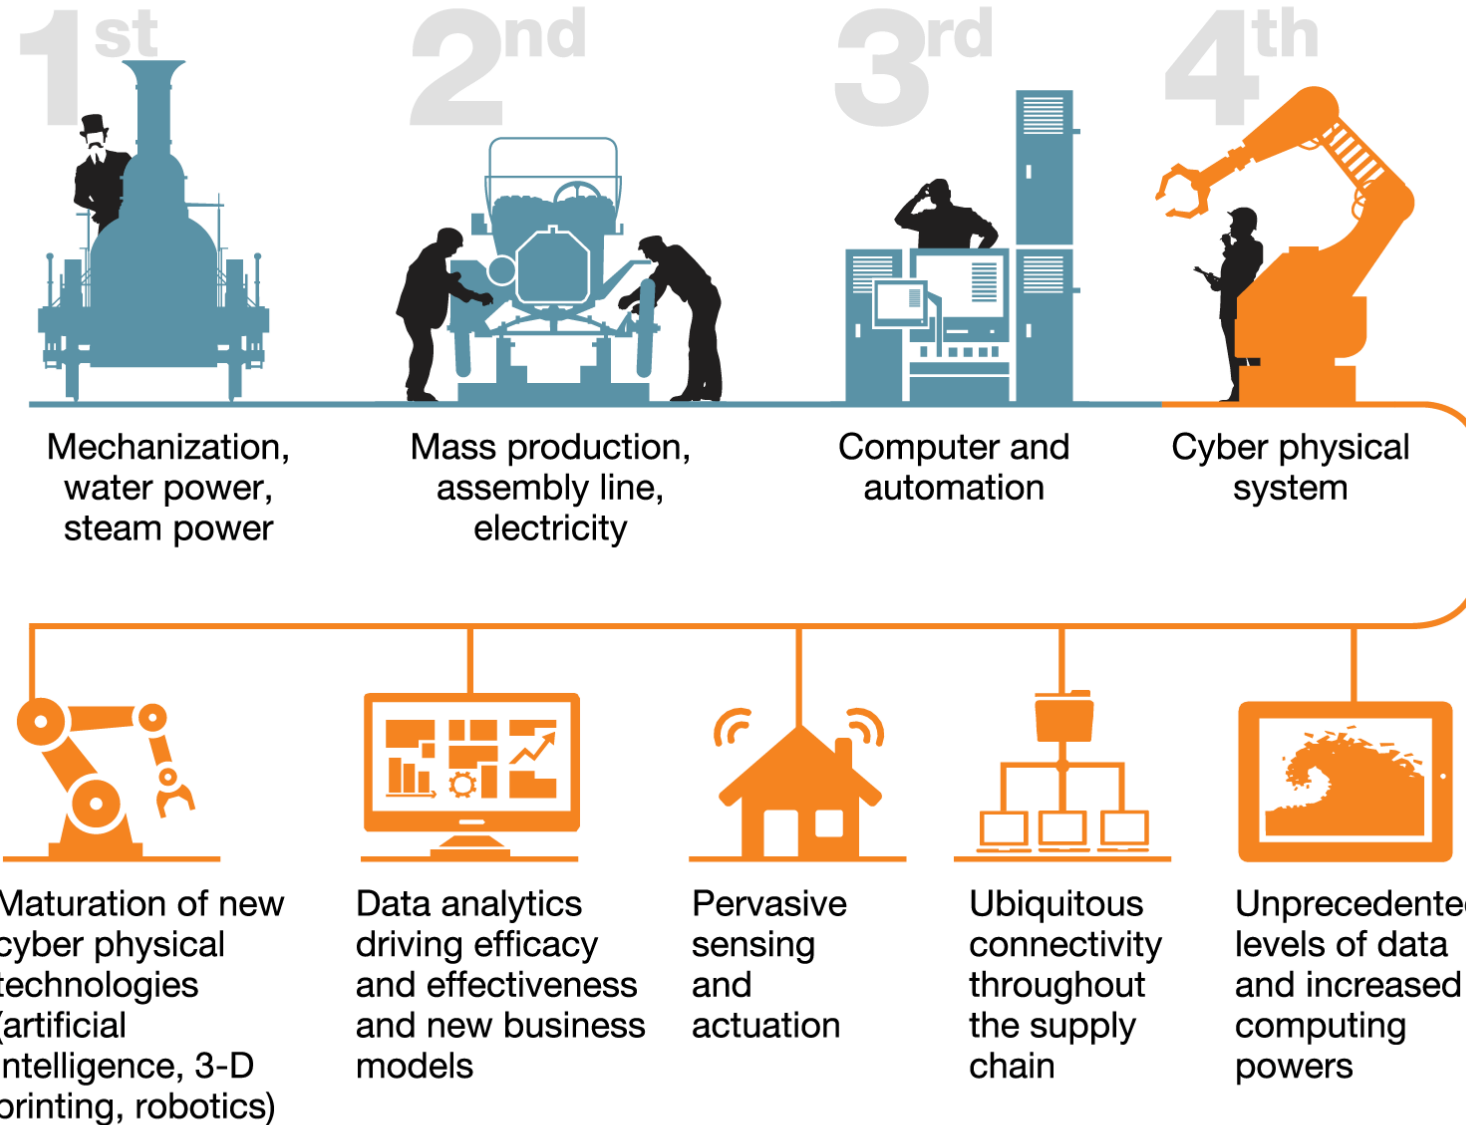 1st
2nd
3rd
4th
Mechanization,
water power,
steam power
Mass production,
assembly line,
electricity
Computer and
automation
Cyber physical
system
Maturation of new
cyber physical
technologies
(artificial
intelligence, 3-D
printing, robotics)
Data analytics
driving efficacy
and effectiveness
and new business
models
Pervasive
sensing
and
actuation
Ubiquitous
connectivity
throughout
the supply
chain
Unprecedented
levels of data
and increased
computing
powers